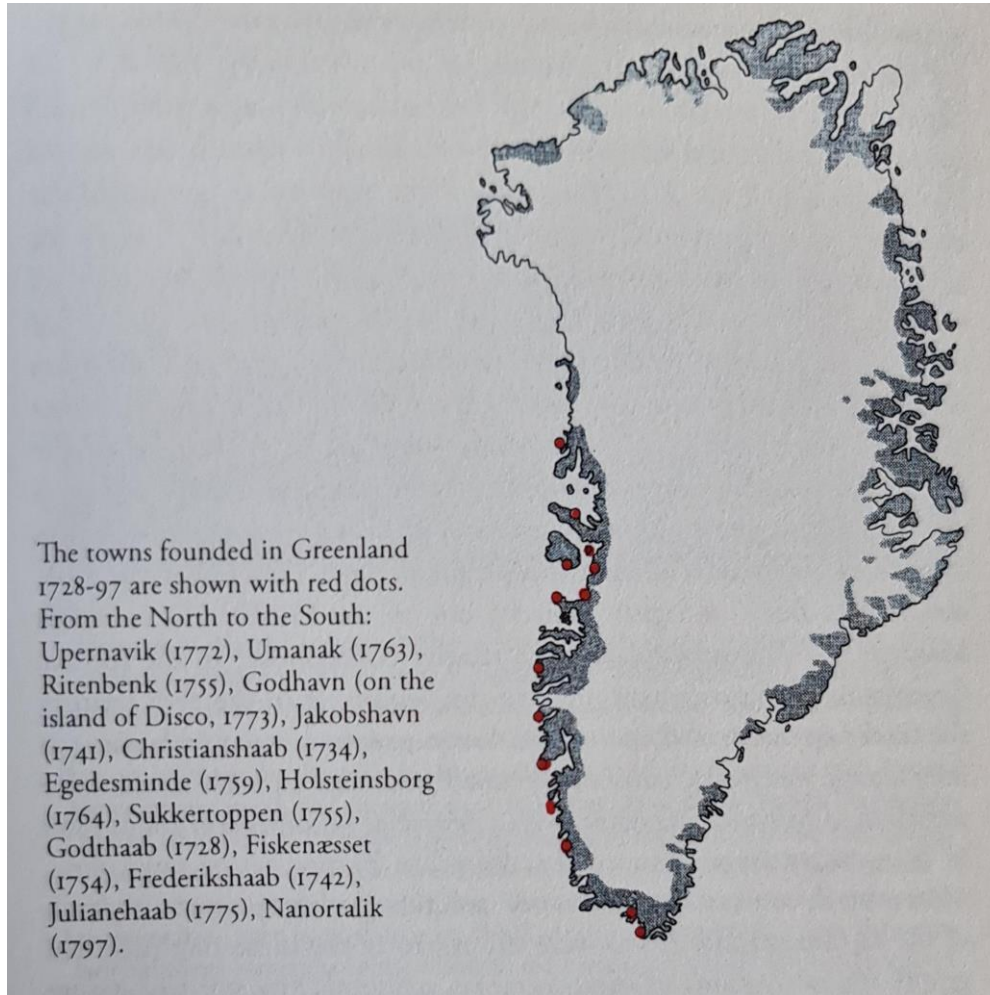 The towns founded in Greenland
1728-97 are shown with red dots.
From the North to the South:
Upernavik (1772), Umanak (1763),
Ritenbenk (1755), Godhavn (on the
island of Disco, 1773), Jakobshavn
(1741), Christianshaab (1734),
Egedesminde (1759), Holsteinsborg
(1764), Sukkertoppen (1755),
Godthaab (1728), Fiskenæsset
(1754), Frederikshaab (1742),
Julianehaab (1775), Nanortalik
(1797).